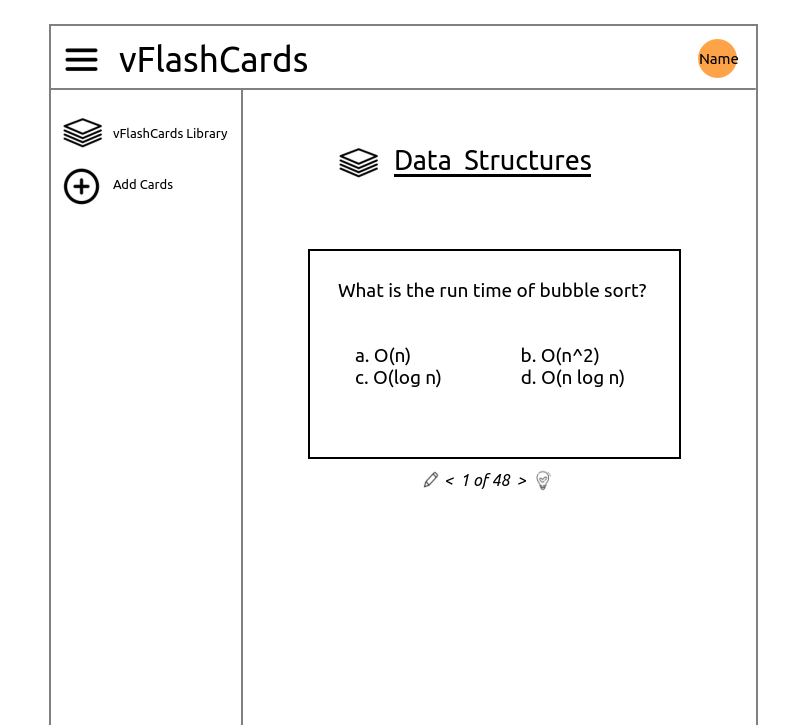 vFlashCards
Name
vFlashCards Library
Add Cards
Data Structures
What is the run time of bubble sort?
a. O(n) b. O(n^2)
c. O(log n) d. O(n log n)
< 1 of 48 >